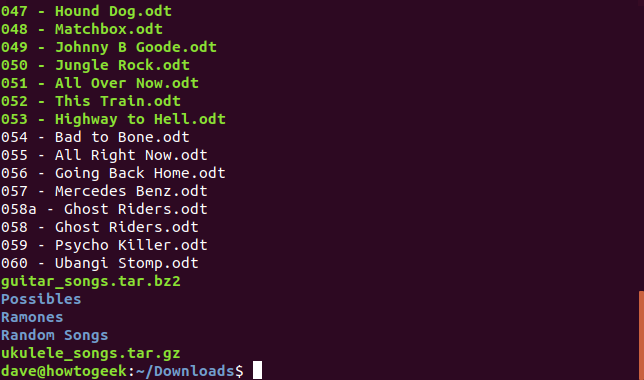 047 - Hound Dog.odt
048 - Matchbox.odt
049 - Johnny B Goode.odt
050 - Jungle Rock.odt
051 - All Over Now.odt
052 - This Train.odt
053 - Highway to Hell.odt
054 - Bad to Bone.odt
055 - All Right Now.odt
056 - Going Back Home.odt
057 - Mercedes Benz.odt
058a - Ghost Riders.odt
058 - Ghost Riders.odt
059 - Psycho Killer.odt
060 - Ubangi Stomp.odt
guitar_songs.tar.bz2
Possibles
Ramones
Random Songs
ukulele_songs.tar.gz
dave@howtogeek:~/Downloads$